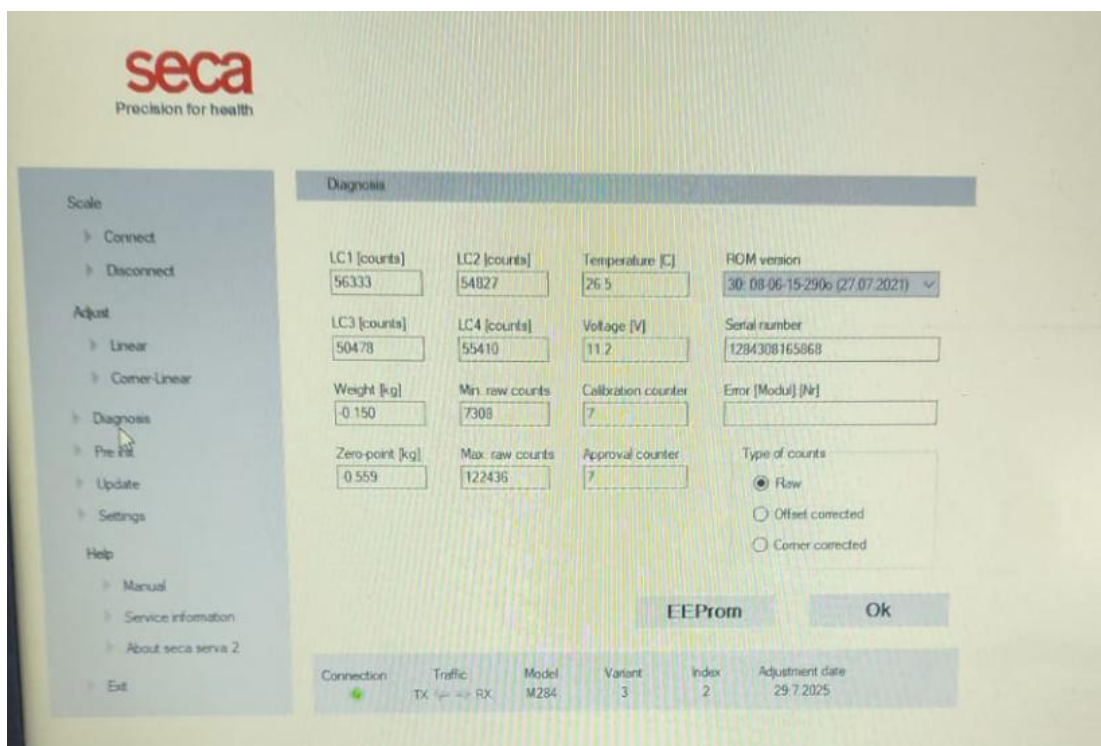 seca
Precision for health
Scale
Connect
Disconnect
Adjust
Linear
Corner-Linear
Diagnosis
Pre Init
Update
Settings
Help
Manual
Service information
About seca serva 2
Exit
Diagnosis
LC1 [counts] LC2 [counts] Temperature [C] ROM version
56333 54827 26.5 30: 08-06-15-290o (27.07.2021)
LC3 [counts] LC4 [counts] Voltage [V] Serial number
50478 55410 11.2 1284308165868
Weight [kg] Min. raw counts Calibration counter Error [Modul] [Nr]
-0.150 7308 7
Zero-point [kg] Max. raw counts Approval counter Type of counts
0.559 122436 7 Raw
Offset corrected
Corner corrected
EEProm Ok
Connection Traffic Model Variant Index Adjustment date
TX RX M284 3 2 29.7.2025